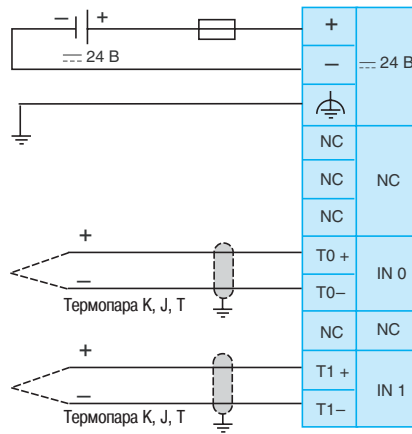 − + +
⎓ 24 В − ⎓ 24 В
NC
NC NC
NC
+ T0 +
− T0− IN 0
Термопара K, J, T
NC NC
+ T1 +
− T1− IN 1
Термопара K, J, T